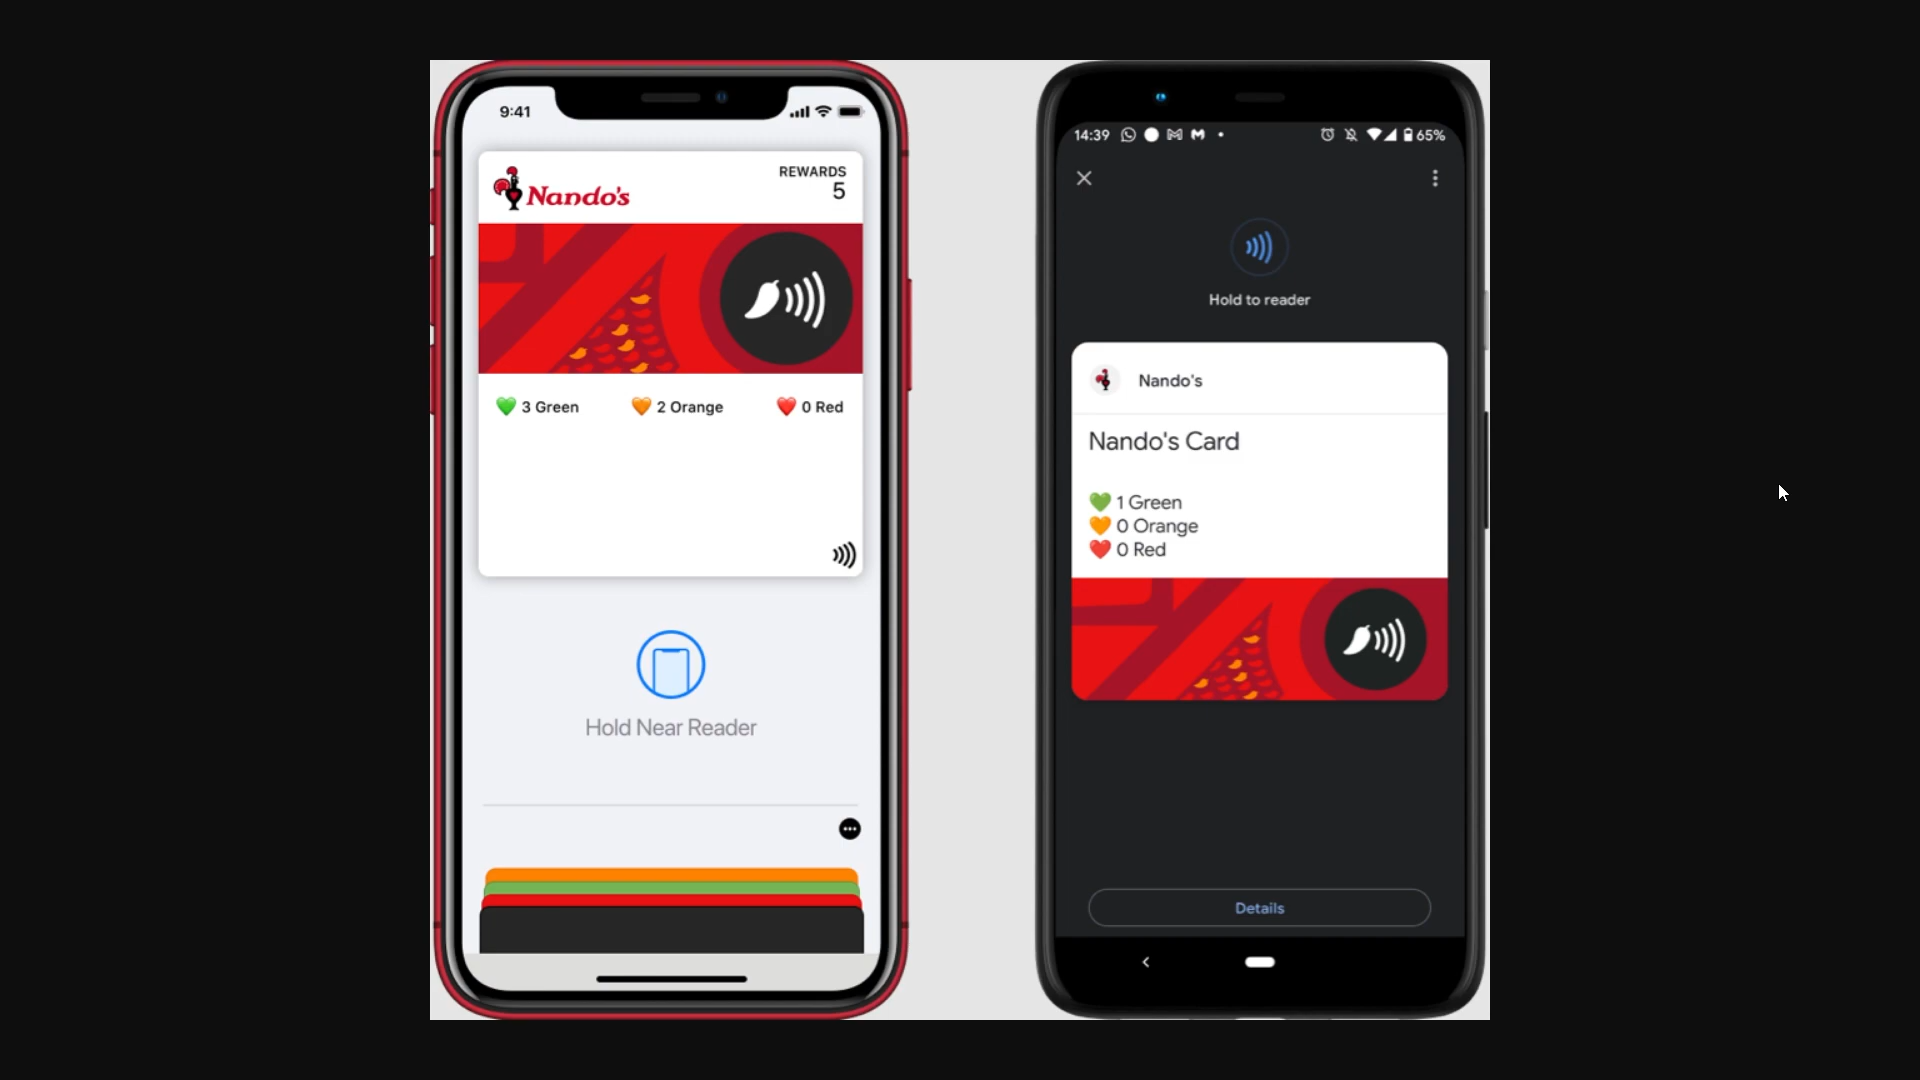 9:41
Nando's
REWARDS
5
💚 3 Green 🧡 2 Orange ❤️ 0 Red
Hold Near Reader
14:39
65%
Hold to reader
Nando's
Nando's Card
💚 1 Green
🧡 0 Orange
❤️ 0 Red
Details